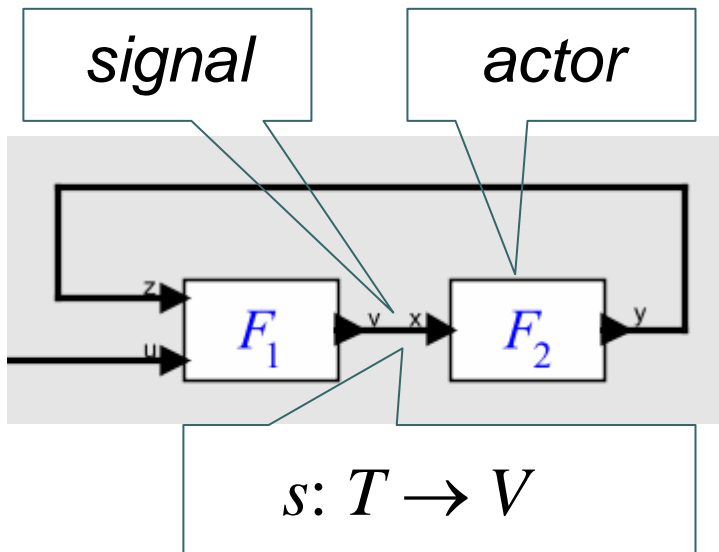 signal
actor
z
u
F₁
v x
F₂
y
s: T → V